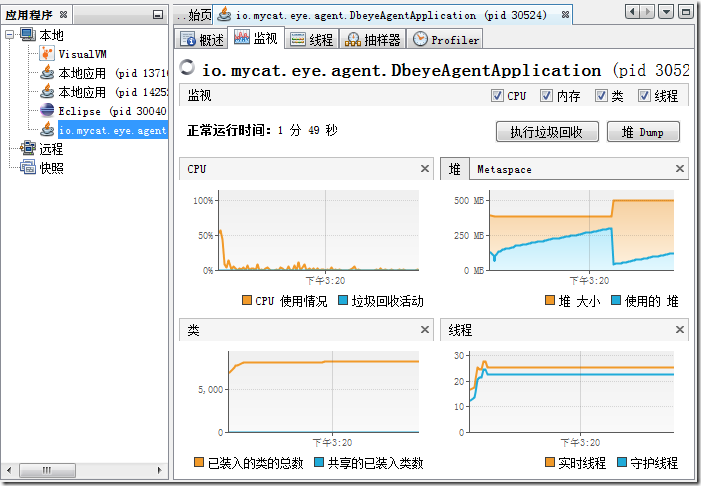 应用程序
本地
VisualVM
本地应用 (pid 13710
本地应用 (pid 14252
Eclipse (pid 30040
io.mycat.eye.agent
远程
快照
..始页
io.mycat.eye.agent.DbeyeAgentApplication (pid 30524)
概述
监视
线程
抽样器
Profiler
io.mycat.eye.agent.DbeyeAgentApplication (pid 3052
监视
CPU
内存
类
线程
正常运行时间: 1 分 49 秒
执行垃圾回收
堆 Dump
CPU
100%
50%
0%
下午3:20
CPU 使用情况
垃圾回收活动
堆
Metaspace
500 MB
250 MB
0 MB
下午3:20
堆 大小
使用的 堆
类
5,000
0
下午3:20
已装入的类的总数
共享的已装入类数
线程
30
20
10
0
下午3:20
实时线程
守护线程